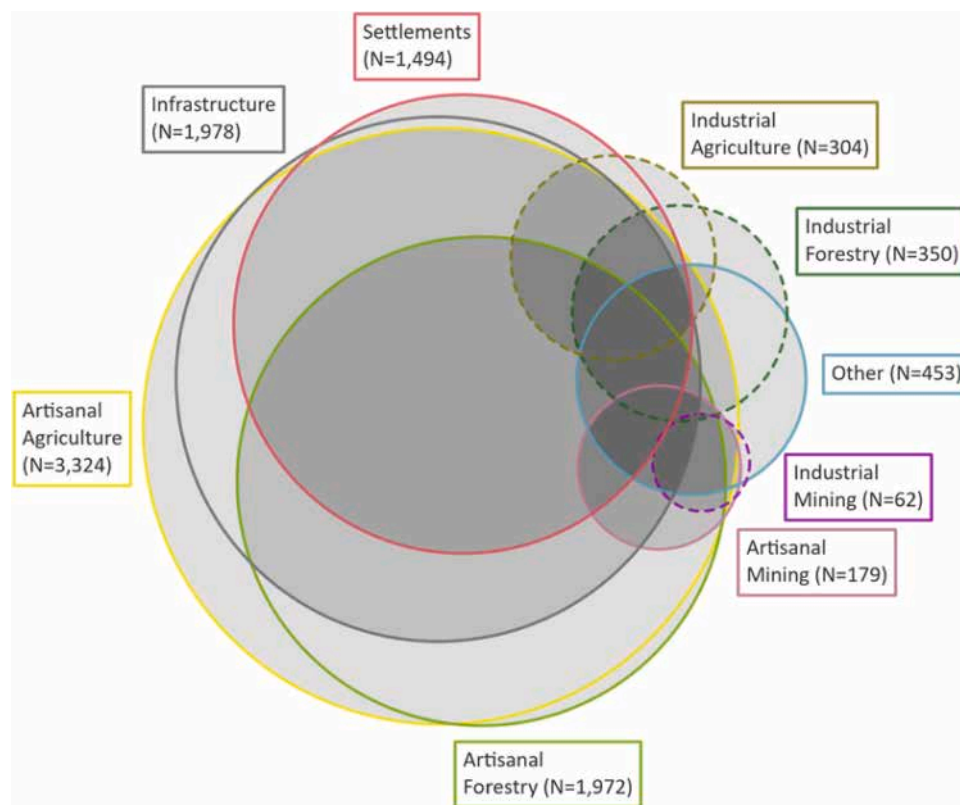 Settlements
(N=1,494)
Infrastructure
(N=1,978)
Industrial
Agriculture (N=304)
Industrial
Forestry (N=350)
Other (N=453)
Artisanal
Agriculture
(N=3,324)
Industrial
Mining (N=62)
Artisanal
Mining (N=179)
Artisanal
Forestry (N=1,972)